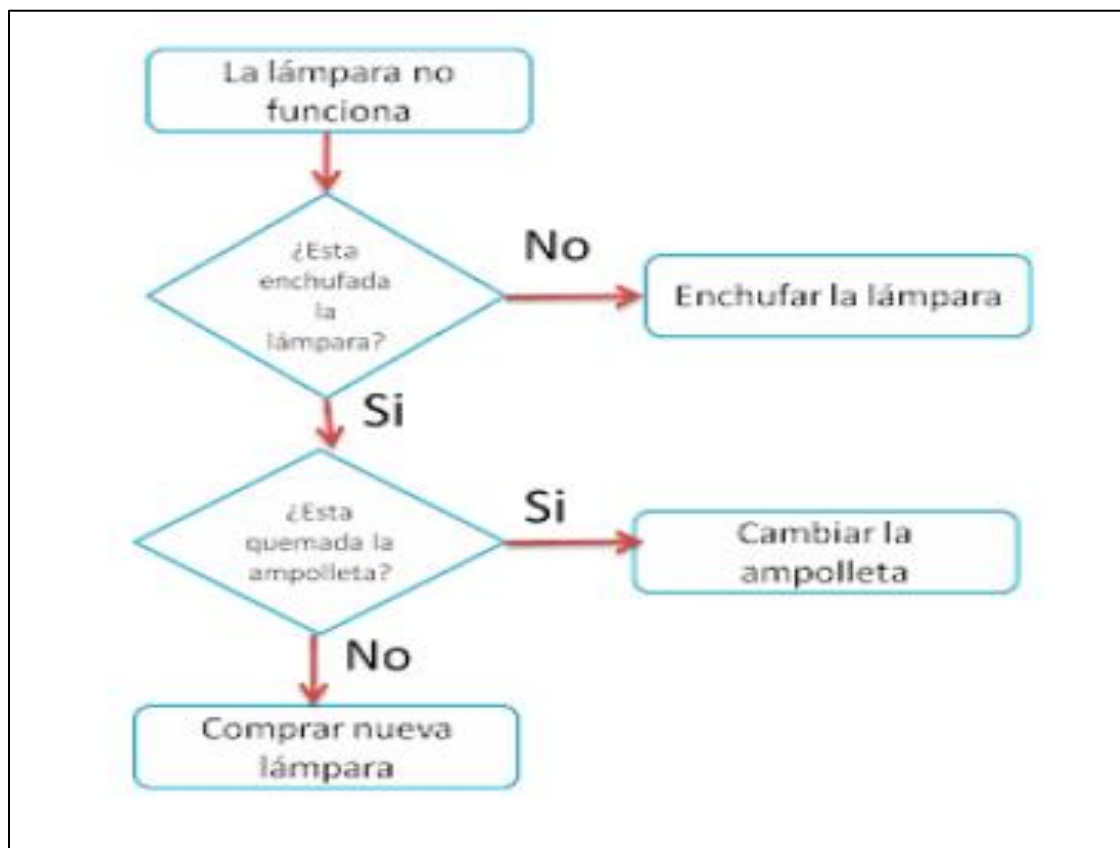 La lámpara no
funciona
¿Esta
enchufada
la
lámpara?
No
Enchufar la lámpara
Si
¿Esta
quemada la
ampolleta?
Si
Cambiar la
ampolleta
No
Comprar nueva
lámpara